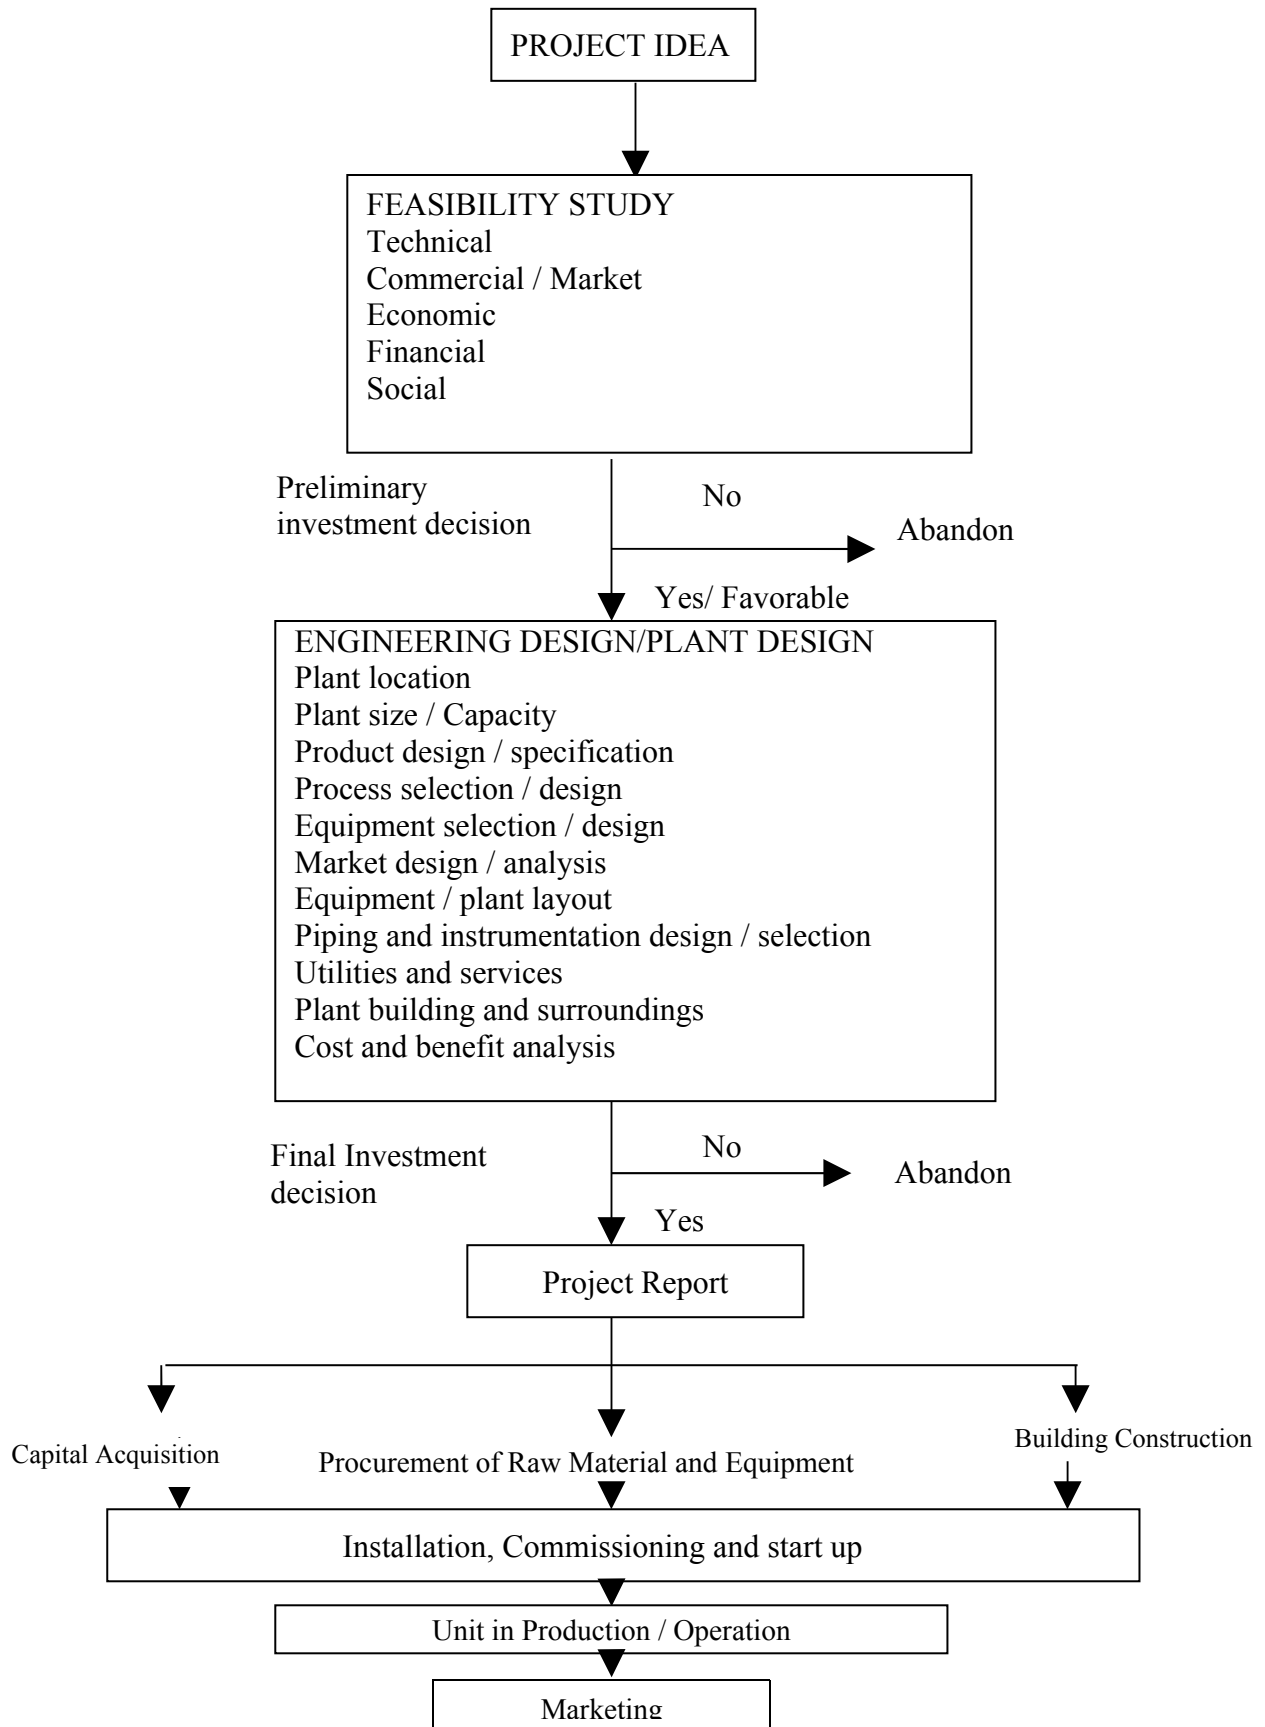 PROJECT IDEA
FEASIBILITY STUDY
Technical
Commercial / Market
Economic
Financial
Social
Preliminary
investment decision
No
Abandon
Yes/ Favorable
ENGINEERING DESIGN/PLANT DESIGN
Plant location
Plant size / Capacity
Product design / specification
Process selection / design
Equipment selection / design
Market design / analysis
Equipment / plant layout
Piping and instrumentation design / selection
Utilities and services
Plant building and surroundings
Cost and benefit analysis
Final Investment
decision
No
Abandon
Yes
Project Report
Capital Acquisition
Procurement of Raw Material and Equipment
Building Construction
Installation, Commissioning and start up
Unit in Production / Operation
Marketing